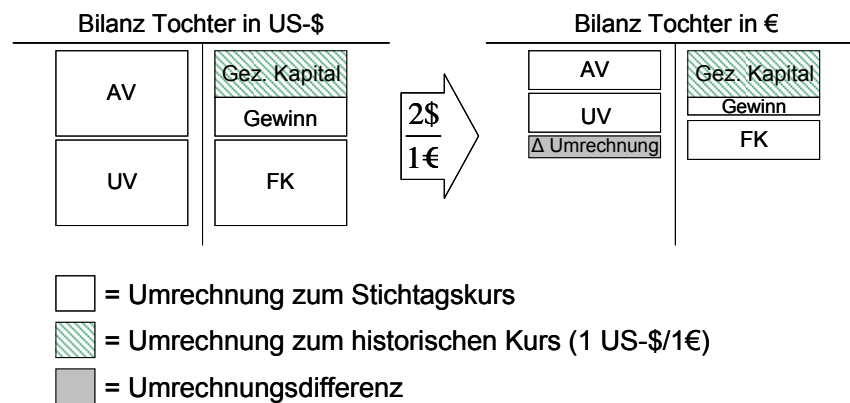 Bilanz Tochter in US-$
AV
UV
Gez. Kapital
Gewinn
FK
2$
1€
Bilanz Tochter in €
AV
UV
Δ Umrechnung
Gez. Kapital
Gewinn
FK
= Umrechnung zum Stichtagskurs
= Umrechnung zum historischen Kurs (1 US-$/1€)
= Umrechnungsdifferenz